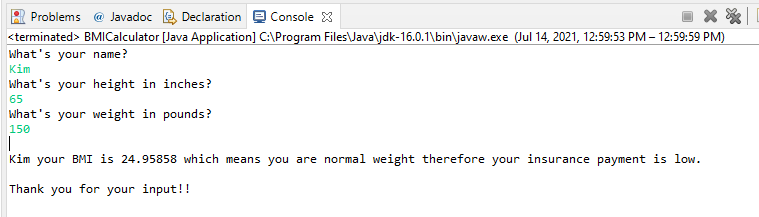 Problems @ Javadoc Declaration Console
<terminated> BMICalculator [Java Application] C:\Program Files\Java\jdk-16.0.1\bin\javaw.exe (Jul 14, 2021, 12:59:53 PM – 12:59:59 PM)
What's your name?
Kim
What's your height in inches?
65
What's your weight in pounds?
150
Kim your BMI is 24.95858 which means you are normal weight therefore your insurance payment is low.
Thank you for your input!!